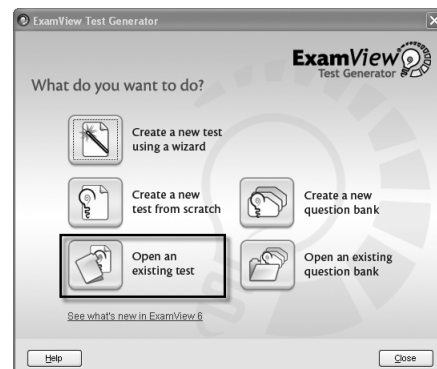 ExamView Test Generator
ExamView
Test Generator
What do you want to do?
Create a new test
using a wizard
Create a new
test from scratch
Create a new
question bank
Open an
existing test
Open an existing
question bank
See what's new in ExamView 6
Help
Close